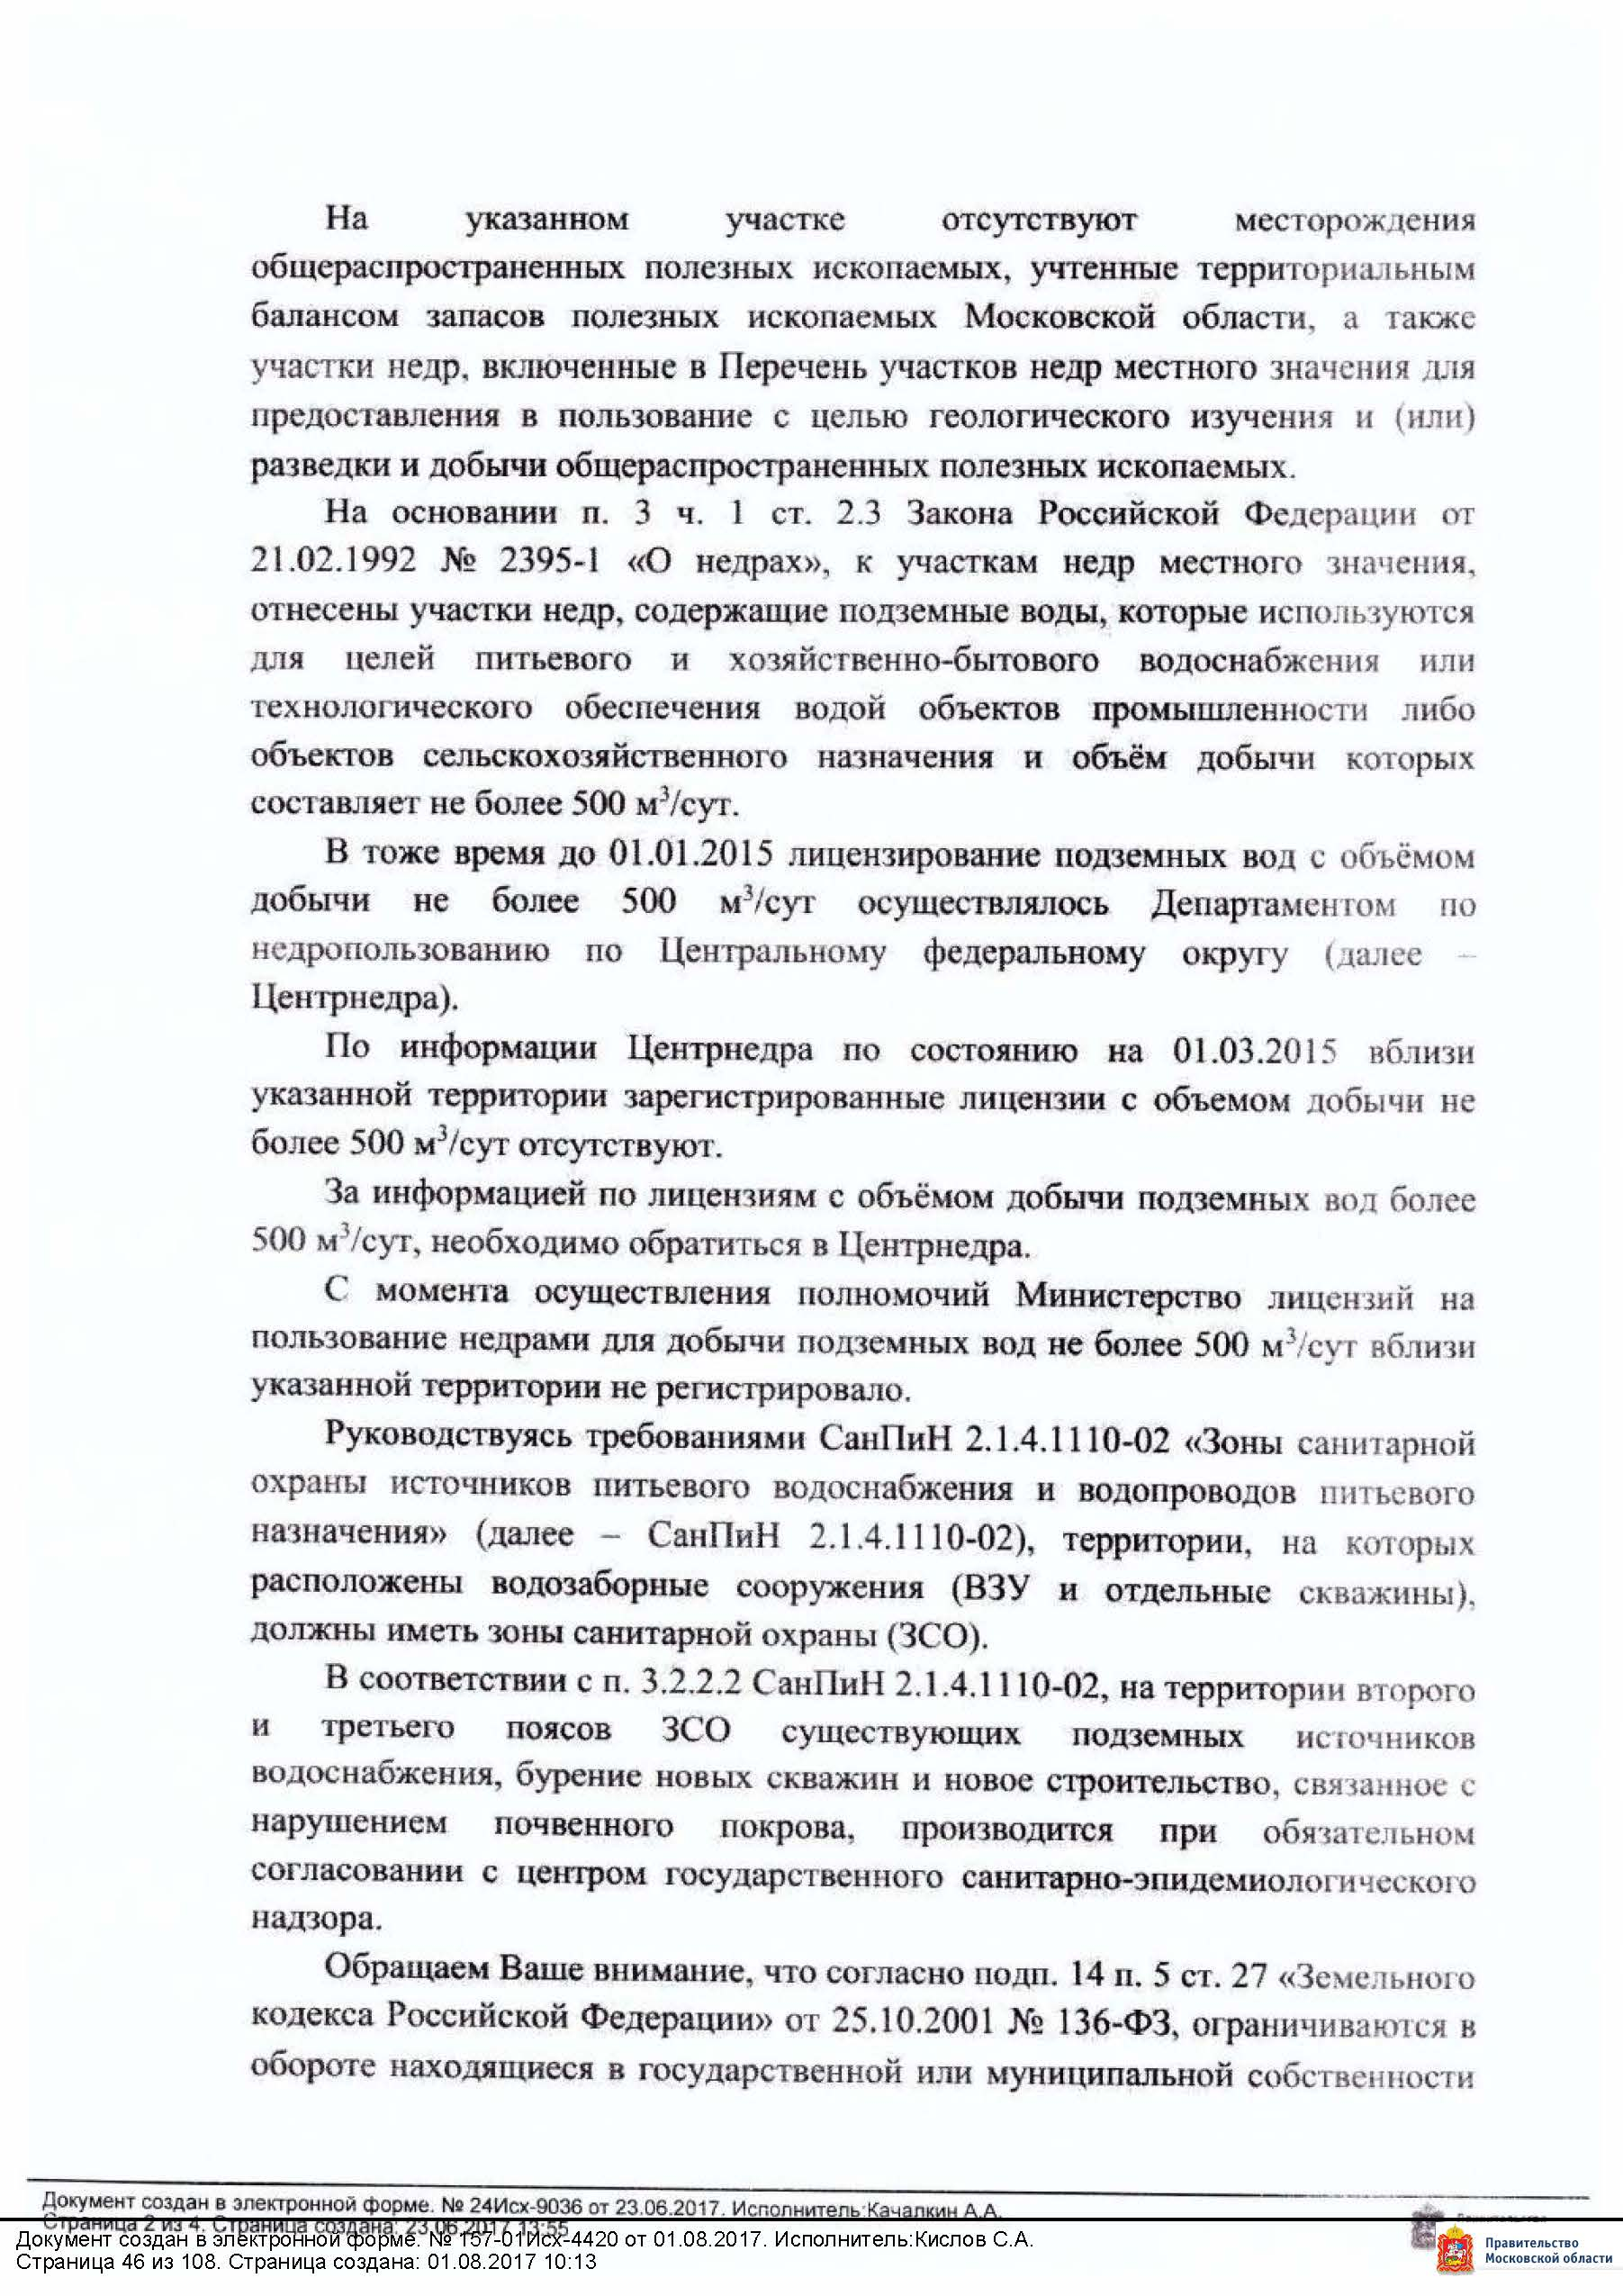 На указанном участке отсутствуют месторождения
общераспространенных полезных ископаемых, учтенные территориальным
балансом запасов полезных ископаемых Московской области, а также
участки недр, включенные в Перечень участков недр местного значения для
предоставления в пользование с целью геологического изучения и (или)
разведки и добычи общераспространенных полезных ископаемых.
На основании п. 3 ч. 1 ст. 2.3 Закона Российской Федерации от
21.02.1992 № 2395-1 «О недрах», к участкам недр местного значения,
отнесены участки недр, содержащие подземные воды, которые используются
для целей питьевого и хозяйственно-бытового водоснабжения или
технологического обеспечения водой объектов промышленности либо
объектов сельскохозяйственного назначения и объём добычи которых
составляет не более 500 м³/сут.
В тоже время до 01.01.2015 лицензирование подземных вод с объёмом
добычи не более 500 м³/сут осуществлялось Департаментом по
недропользованию по Центральному федеральному округу (далее –
Центрнедра).
По информации Центрнедра по состоянию на 01.03.2015 вблизи
указанной территории зарегистрированные лицензии с объемом добычи не
более 500 м³/сут отсутствуют.
За информацией по лицензиям с объёмом добычи подземных вод более
500 м³/сут, необходимо обратиться в Центрнедра.
С момента осуществления полномочий Министерство лицензий на
пользование недрами для добычи подземных вод не более 500 м³/сут вблизи
указанной территории не регистрировало.
Руководствуясь требованиями СанПиН 2.1.4.1110-02 «Зоны санитарной
охраны источников питьевого водоснабжения и водопроводов питьевого
назначения» (далее – СанПиН 2.1.4.1110-02), территории, на которых
расположены водозаборные сооружения (ВЗУ и отдельные скважины),
должны иметь зоны санитарной охраны (ЗСО).
В соответствии с п. 3.2.2.2 СанПиН 2.1.4.1110-02, на территории второго
и третьего поясов ЗСО существующих подземных источников
водоснабжения, бурение новых скважин и новое строительство, связанное с
нарушением почвенного покрова, производится при обязательном
согласовании с центром государственного санитарно-эпидемиологического
надзора.
Обращаем Ваше внимание, что согласно подп. 14 п. 5 ст. 27 «Земельного
кодекса Российской Федерации» от 25.10.2001 № 136-ФЗ, ограничиваются в
обороте находящиеся в государственной или муниципальной собственности
Документ создан в электронной форме. № 24Исх-9036 от 23.06.2017. Исполнитель:Качалкин А.А.
Страница 2 из 4. Страница создана: 23.06.2017 13:55
Документ создан в электронной форме. № 157-01Исх-4420 от 01.08.2017. Исполнитель:Кислов С.А.
Страница 46 из 108. Страница создана: 01.08.2017 10:13
Правительство
Московской области